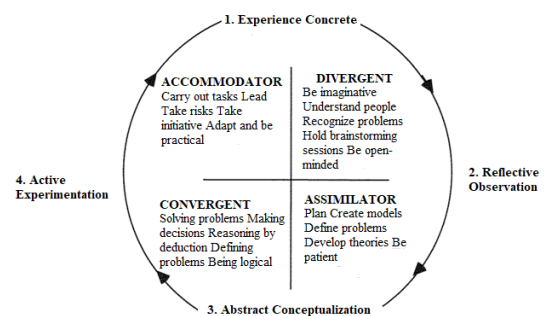 1. Experience Concrete
ACCOMMODATOR
Carry out tasks Lead
Take risks Take
initiative Adapt and be
practical
DIVERGENT
Be imaginative
Understand people
Recognize problems
Hold brainstorming
sessions Be open-
minded
4. Active
Experimentation
2. Reflective
Observation
CONVERGENT
Solving problems Making
decisions Reasoning by
deduction Defining
problems Being logical
ASSIMILATOR
Plan Create models
Define problems
Develop theories Be
patient
3. Abstract Conceptualization